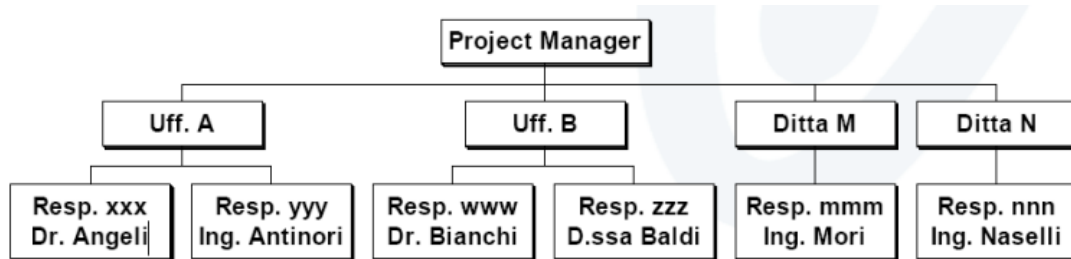 Project Manager
Uff. A
Uff. B
Ditta M
Ditta N
Resp. xxx
Dr. Angeli
Resp. yyy
Ing. Antinori
Resp. www
Dr. Bianchi
Resp. zzz
D.ssa Baldi
Resp. mmm
Ing. Mori
Resp. nnn
Ing. Naselli